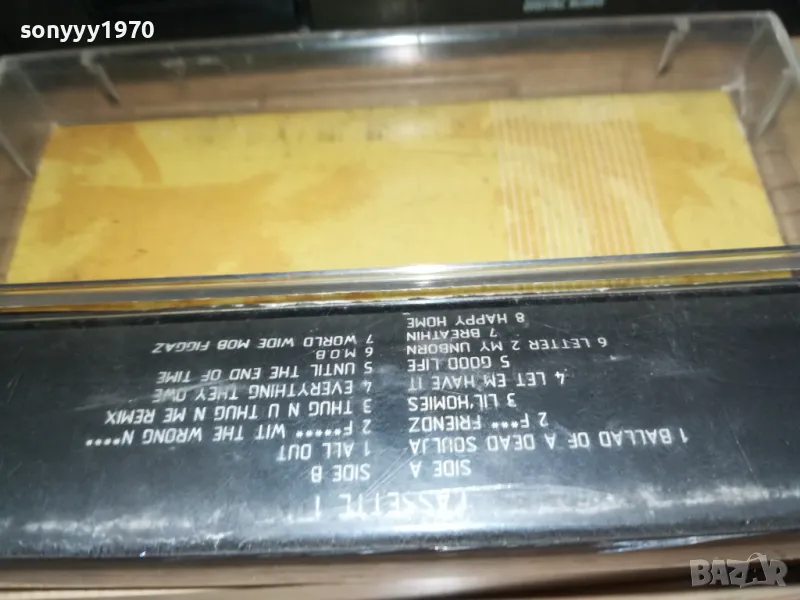 sonyyy1970
CASSETTE 1
SIDE A
1 BALLAD OF A DEAD SOULJA
2 F*** FRIENDZ
3 LIL'HOMIES
4 LET EM HAVE IT
5 GOOD LIFE
6 LETTER 2 MY UNBORN
7 BREATHIN
8 HAPPY HOME
SIDE B
1 ALL OUT
2 F***** WIT THE WRONG N****
3 THUG N U THUG N ME REMIX
4 EVERYTHING THEY OWE
5 UNTIL THE END OF TIME
6 M.O.B
7 WORLD WIDE MOB FIGGAZ
BAZAR